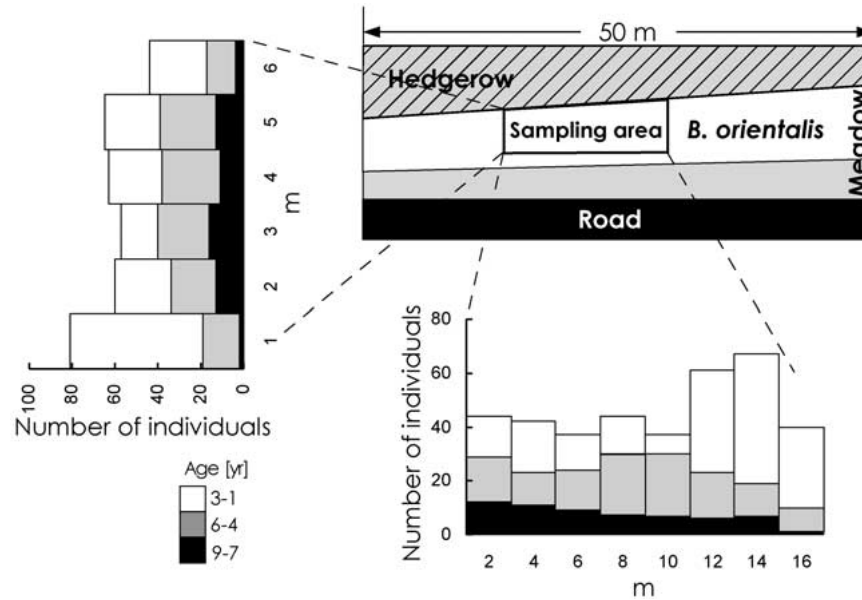 50 m
Hedgerow
Sampling area
B. orientalis
Meadow
Road
6
5
4
3
2
1
m
100
80
60
40
20
0
Number of individuals
Age [yr]
3-1
6-4
9-7
Number of individuals
80
60
40
20
0
2 4 6 8 10 12 14 16
m